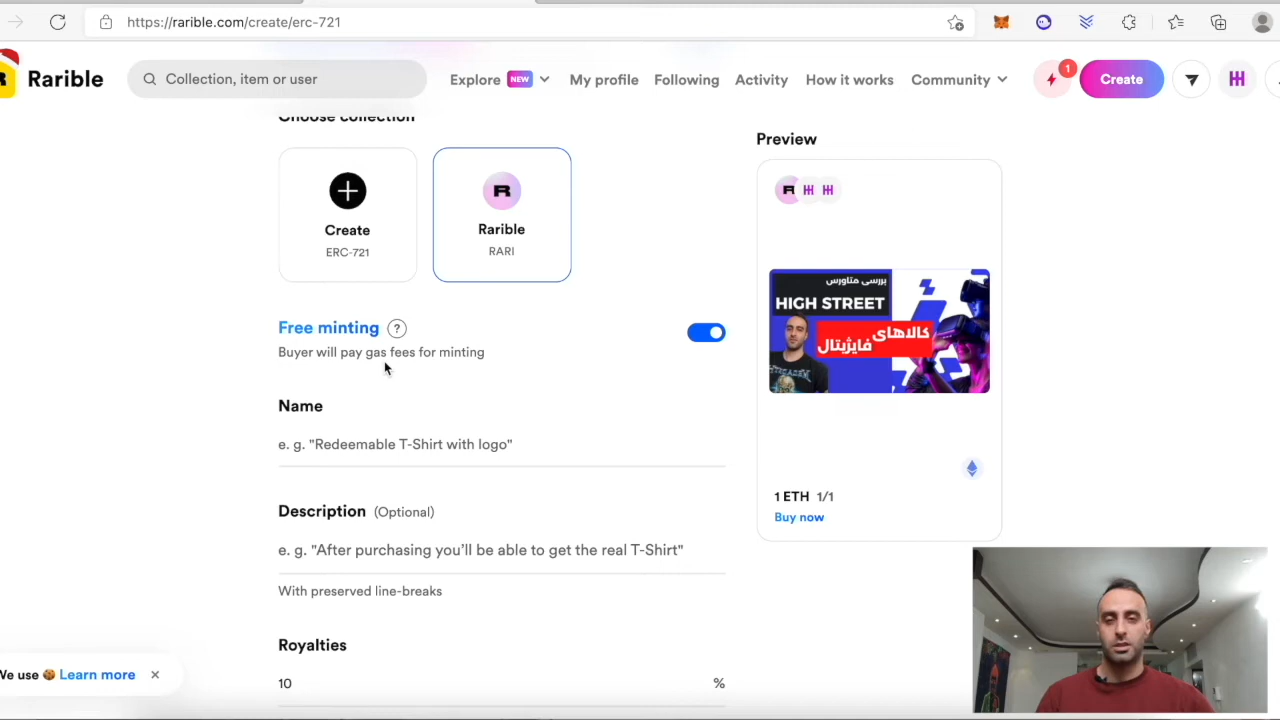 https://rarible.com/create/erc-721
Rarible
Collection, item or user
Explore NEW
My profile
Following
Activity
How it works
Community
1
Create
Choose collection
Create
ERC-721
R
Rarible
RARI
Free minting ?
Buyer will pay gas fees for minting
Name
e. g. "Redeemable T-Shirt with logo"
Description (Optional)
e. g. "After purchasing you'll be able to get the real T-Shirt"
With preserved line-breaks
Royalties
10 %
Preview
R
بررسی متاورس
HIGH STREET
کالاهای
فایژیتال
1 ETH 1/1
Buy now
We use 🍪 Learn more ×